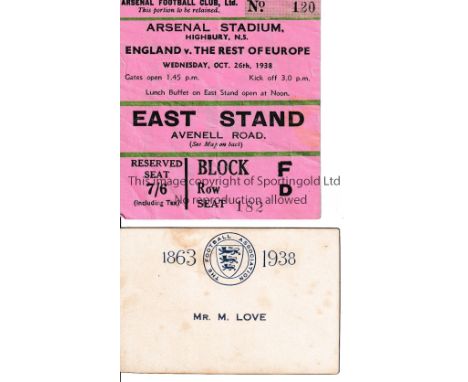 ARSENAL FOOTBALL CLUB, Ltd.
This portion to be retained.
No 120
ARSENAL STADIUM,
HIGHBURY, N.5.
ENGLAND v. THE REST OF EUROPE
WEDNESDAY, OCT. 26th, 1938
Gates open 1.45 p.m. Kick off 3.0 p.m.
Lunch Buffet on East Stand open at Noon.
EAST STAND
AVENELL ROAD.
(See Map on back)
RESERVED SEAT 7/6 (Including Tax)
BLOCK F
Row D
SEAT 182
This image copyright of Sportingold Ltd
No reproduction allowed
1863 1938
THE FOOTBALL ASSOCIATION
MR. M. LOVE